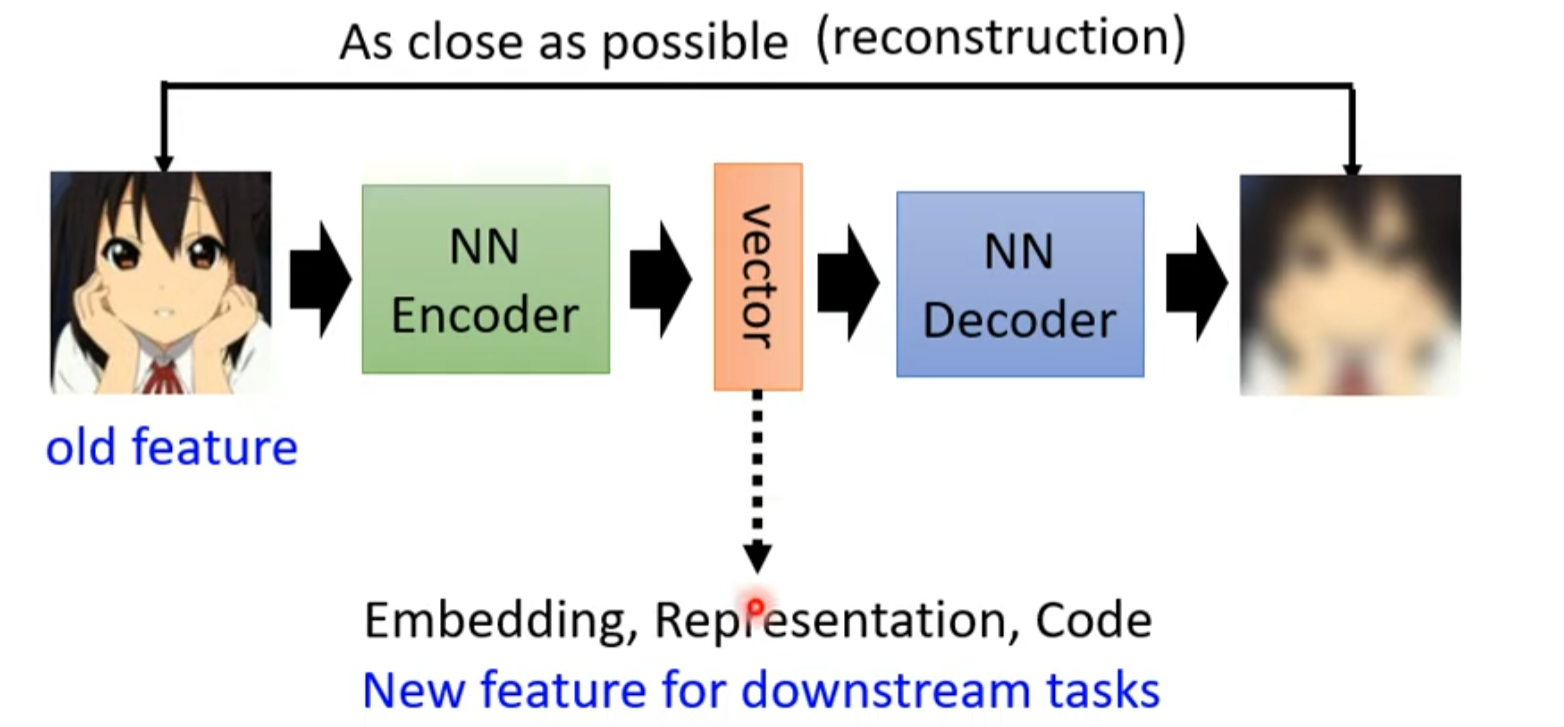 As close as possible (reconstruction)
NN
Encoder
vector
NN
Decoder
old feature
Embedding, Representation, Code
New feature for downstream tasks